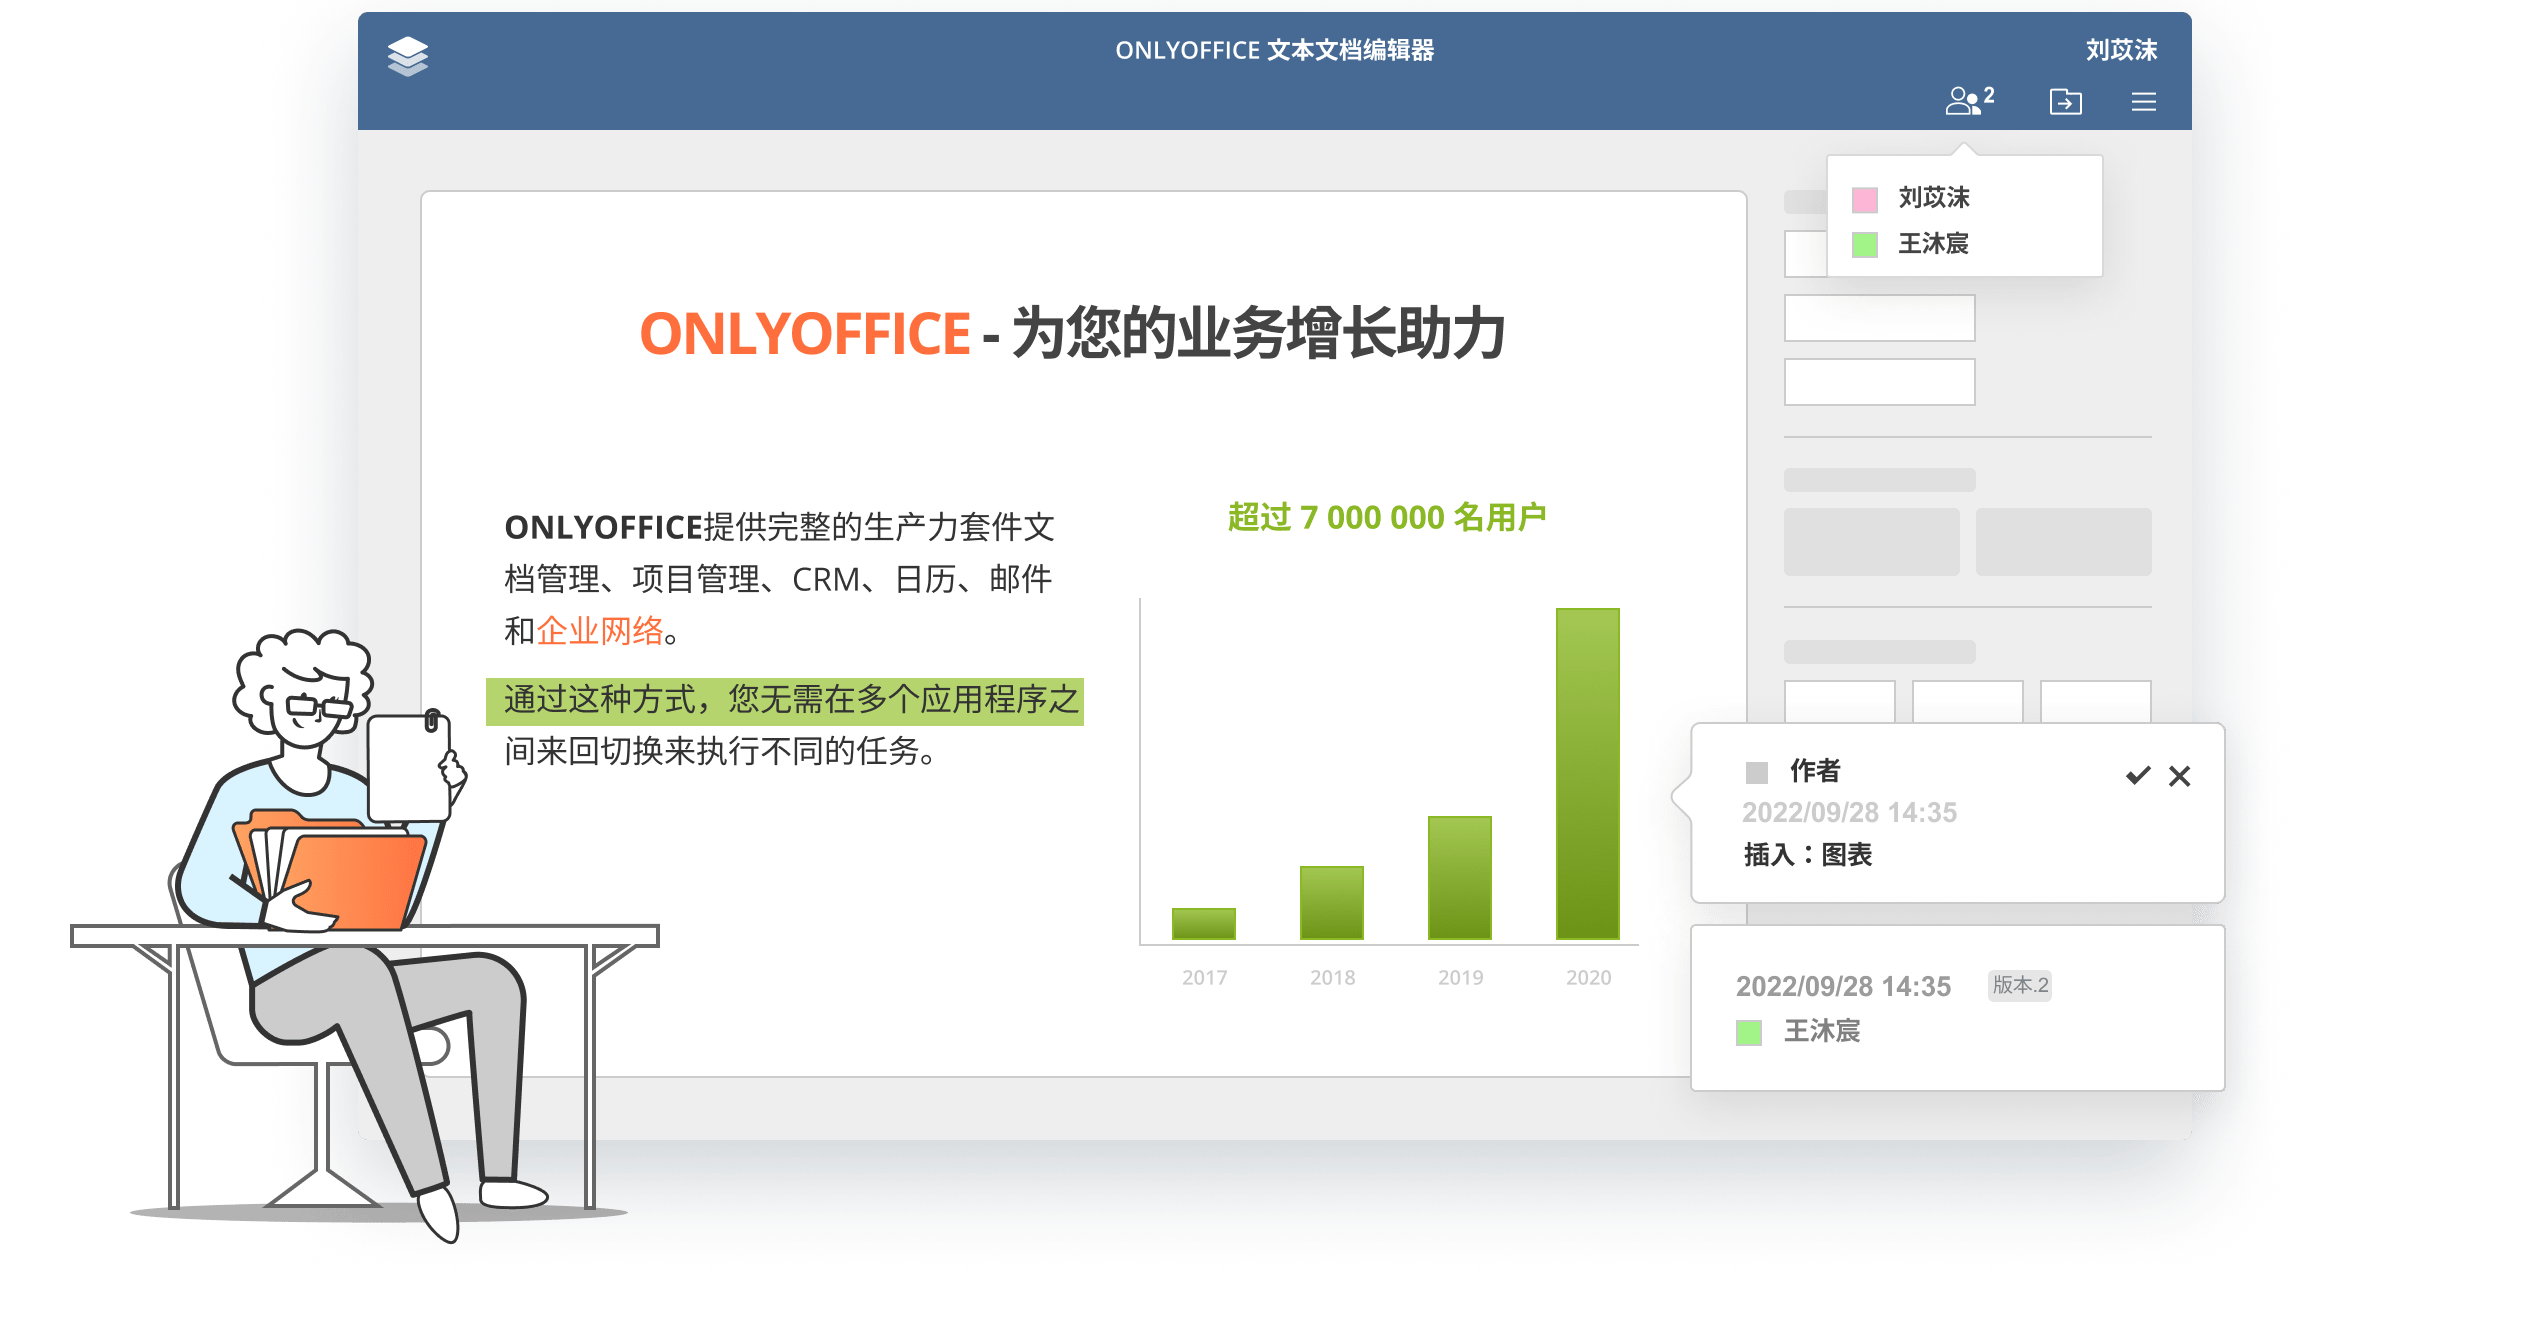 ONLYOFFICE 文本文档编辑器
刘苡沫
2
刘苡沫
王沐宸
ONLYOFFICE - 为您的业务增长助力
ONLYOFFICE提供完整的生产力套件文
档管理、项目管理、CRM、日历、邮件
和企业网络。
通过这种方式，您无需在多个应用程序之
间来回切换来执行不同的任务。
超过 7 000 000 名用户
2017 2018 2019 2020
作者
2022/09/28 14:35
插入：图表
2022/09/28 14:35 版本.2
王沐宸